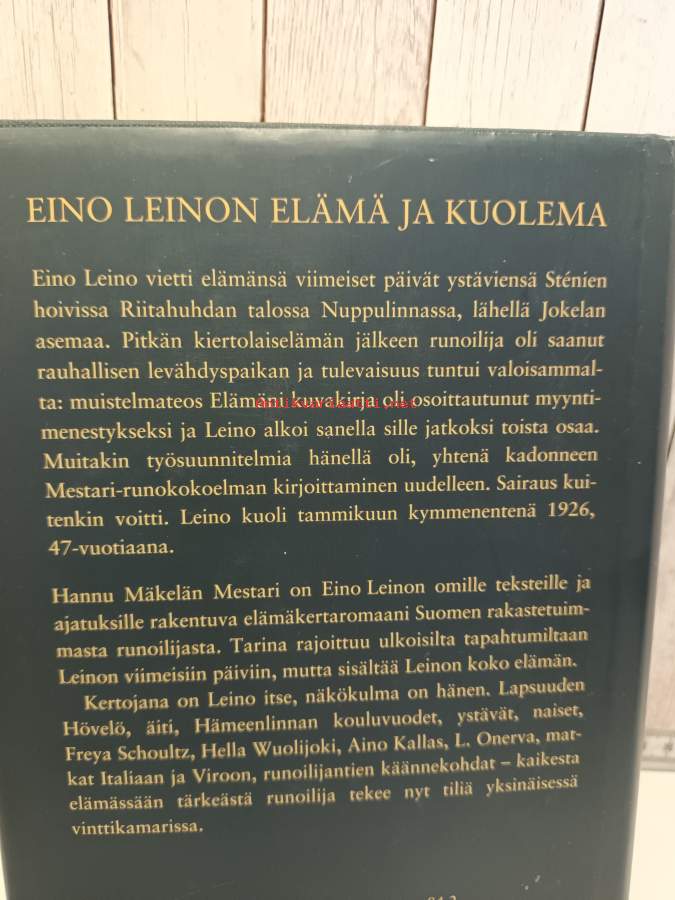 EINO LEINON ELÄMÄ JA KUOLEMA
Eino Leino vietti elämänsä viimeiset päivät ystäviensä Sténien
hoivissa Riitahuhdan talossa Nuppulinnassa, lähellä Jokelan
asemaa. Pitkän kiertolaiselämän jälkeen runoilija oli saanut
rauhallisen levähdyspaikan ja tulevaisuus tuntui valoisammal-
ta: muistelmateos Elämäni kuvakirja oli osoittautunut myynti-
menestykseksi ja Leino alkoi sanella sille jatkoksi toista osaa.
Muitakin työsuunnitelmia hänellä oli, yhtenä kadonneen
Mestari-runokokoelman kirjoittaminen uudelleen. Sairaus kui-
tenkin voitti. Leino kuoli tammikuun kymmenentenä 1926,
47-vuotiaana.
Hannu Mäkelän Mestari on Eino Leinon omille teksteille ja
ajatuksille rakentuva elämäkertaromaani Suomen rakastetuim-
masta runoilijasta. Tarina rajoittuu ulkoisilta tapahtumiltaan
Leinon viimeisiin päiviin, mutta sisältää Leinon koko elämän.
Kertojana on Leino itse, näkökulma on hänen. Lapsuuden
Hövelö, äiti, Hämeenlinnan kouluvuodet, ystävät, naiset,
Freya Schoultz, Hella Wuolijoki, Aino Kallas, L. Onerva, mat-
kat Italiaan ja Viroon, runoilijantien käännekohdat – kaikesta
elämässään tärkeästä runoilija tekee nyt tiliä yksinäisessä
vinttikamarissa.